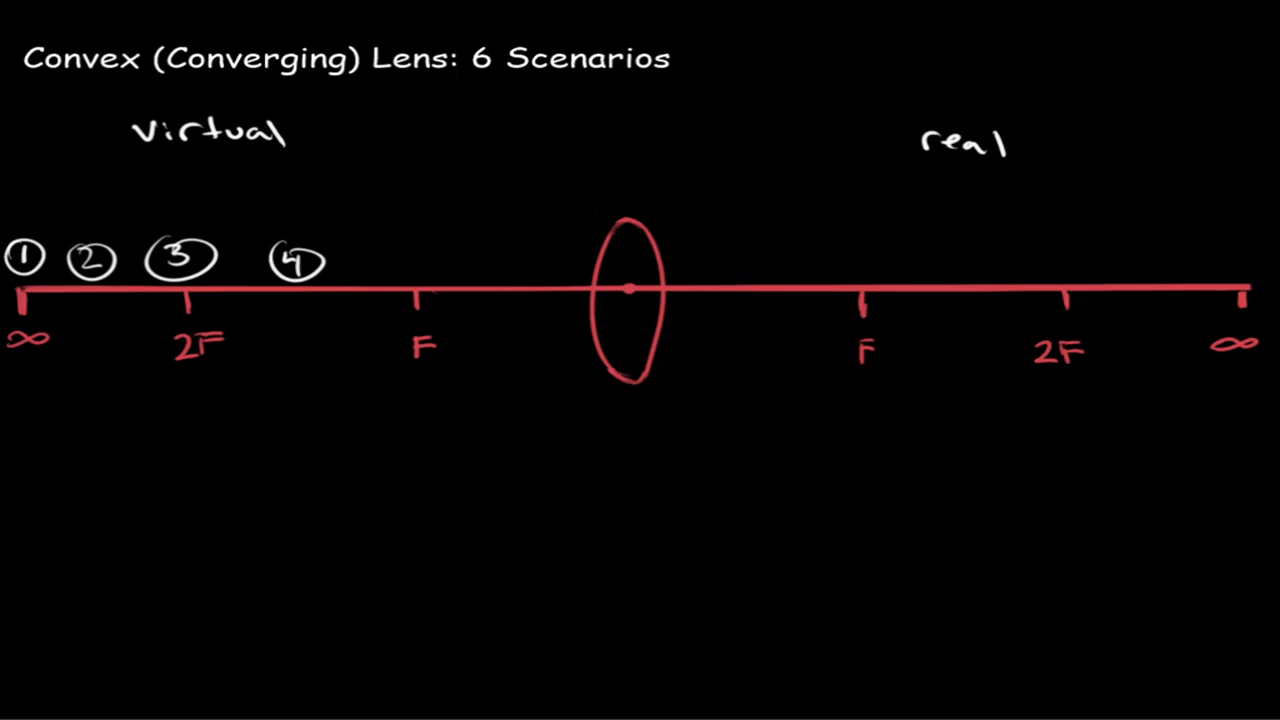 Convex (Converging) Lens: 6 Scenarios
virtual real
1 2 3 4
∞ 2F F F 2F ∞